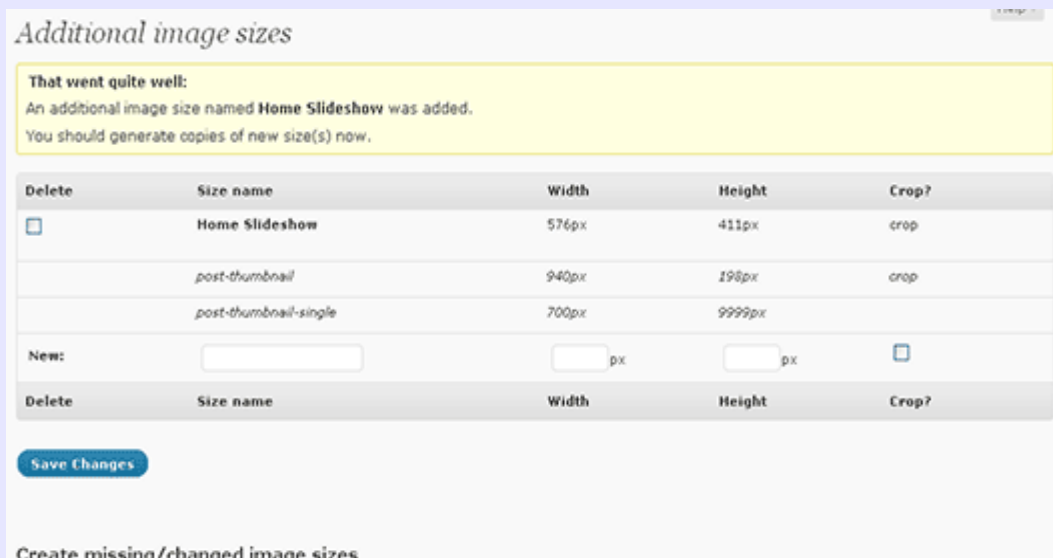 Additional image sizes
That went quite well:
An additional image size named Home Slideshow was added.
You should generate copies of new size(s) now.
Delete Size name Width Height Crop?
Home Slideshow 576px 411px crop
post-thumbnail 940px 198px crop
post-thumbnail-single 700px 9999px
New: px px
Delete Size name Width Height Crop?
Save Changes
Create missing/changed image sizes